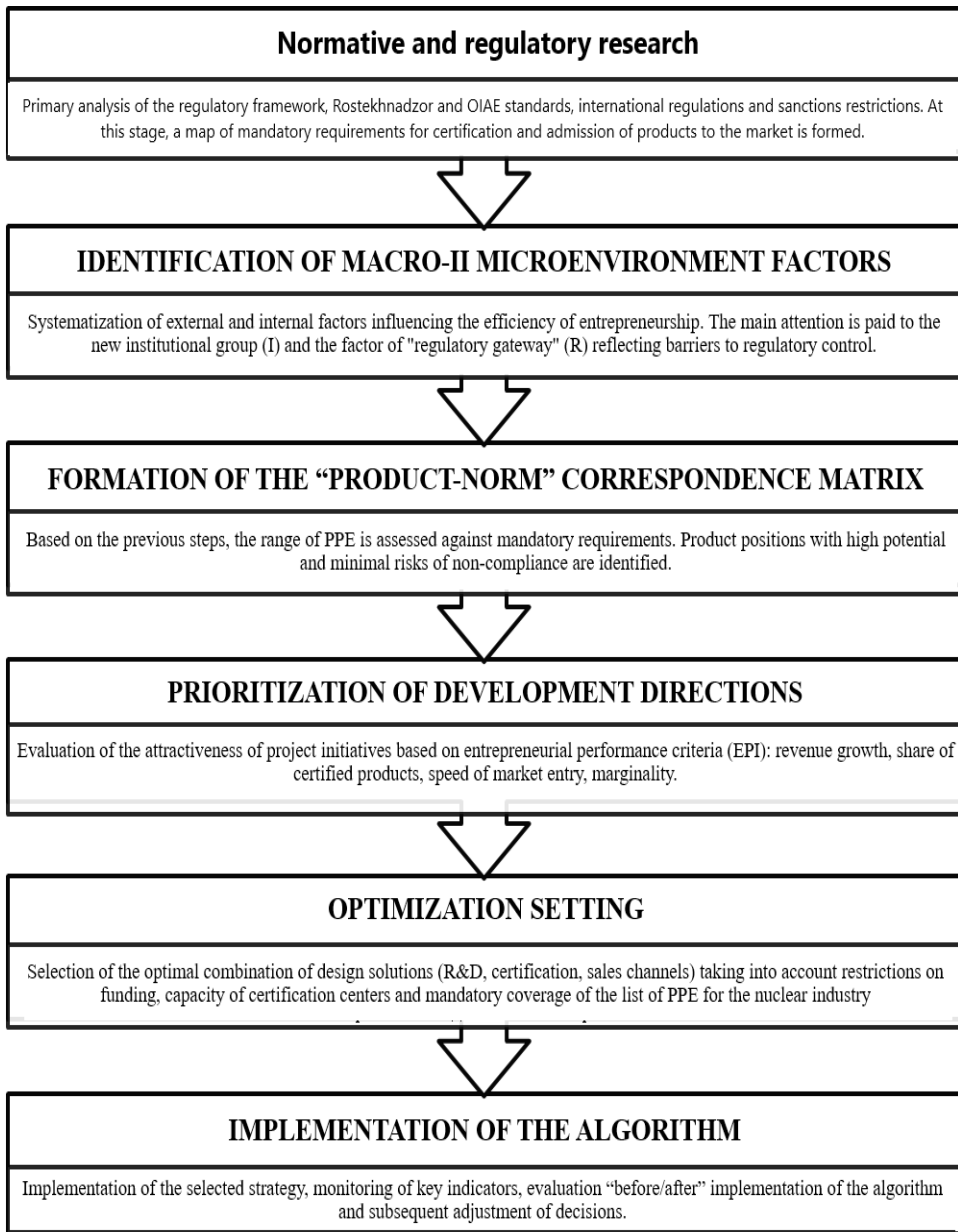 Normative and regulatory research
Primary analysis of the regulatory framework, Rostekhnadzor and OIAE standards, international regulations and sanctions restrictions. At
this stage, a map of mandatory requirements for certification and admission of products to the market is formed.
IDENTIFICATION OF MACRO-II MICROENVIRONMENT FACTORS
Systematization of external and internal factors influencing the efficiency of entrepreneurship. The main attention is paid to the
new institutional group (I) and the factor of "regulatory gateway" (R) reflecting barriers to regulatory control.
FORMATION OF THE “PRODUCT-NORM” CORRESPONDENCE MATRIX
Based on the previous steps, the range of PPE is assessed against mandatory requirements. Product positions with high potential
and minimal risks of non-compliance are identified.
PRIORITIZATION OF DEVELOPMENT DIRECTIONS
Evaluation of the attractiveness of project initiatives based on entrepreneurial performance criteria (EPI): revenue growth, share of
certified products, speed of market entry, marginality.
OPTIMIZATION SETTING
Selection of the optimal combination of design solutions (R&D, certification, sales channels) taking into account restrictions on
funding, capacity of certification centers and mandatory coverage of the list of PPE for the nuclear industry
IMPLEMENTATION OF THE ALGORITHM
Implementation of the selected strategy, monitoring of key indicators, evaluation “before/after” implementation of the algorithm
and subsequent adjustment of decisions.